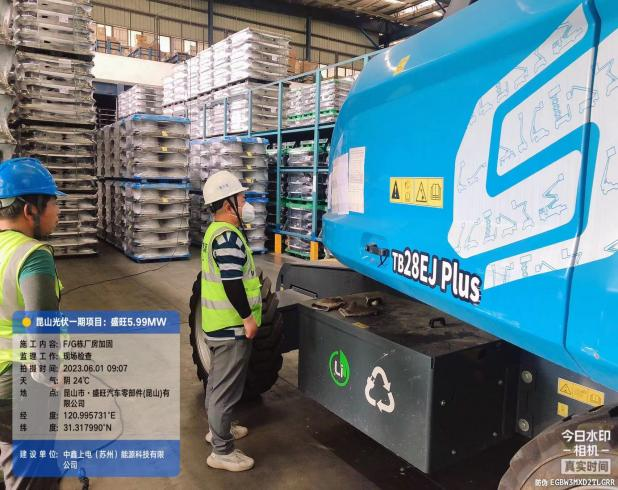 昆山光伏一期项目：盛旺5.99MW
施工内容：F/G栋厂房加固
监理工作：现场检查
拍摄时间：2023.06.01 09:07
天气：阴 24℃
地点：昆山市·盛旺汽车零部件(昆山)有
限公司
经度：120.995731°E
纬度：31.317990°N
建设单位：中鑫上电（苏州）能源科技有
限公司
TB28EJ Plus
Li
今日水印
相机
真实时间
防伪 EGBW3MXD2TLGRR